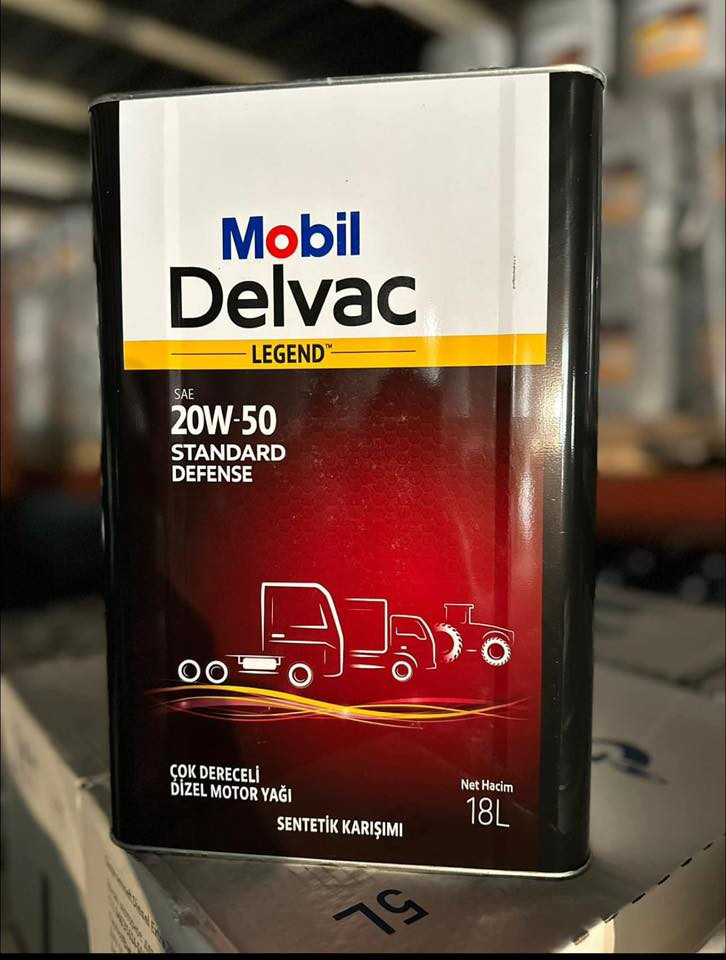 Mobil
Delvac
LEGEND™
SAE
20W-50
STANDARD
DEFENSE
ÇOK DERECELİ
DİZEL MOTOR YAĞI
SENTETİK KARIŞIMI
Net Hacim
18L
5L